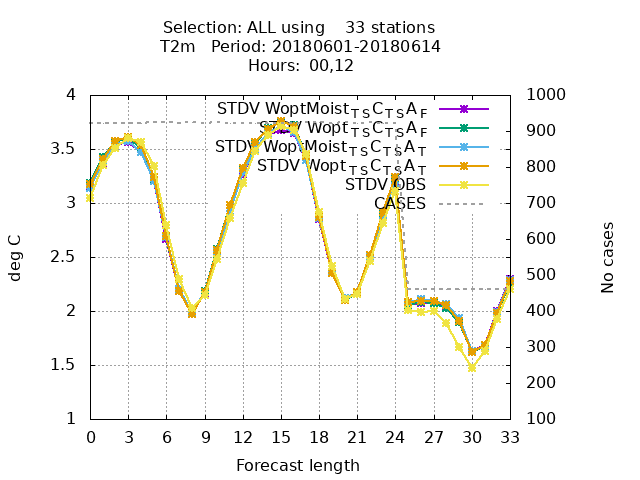 Selection: ALL using 33 stations
T2m Period: 20180601-20180614
Hours: 00,12
STDV WoptMoist_TS C_TS A_F
STDV Wopt_TS C_TS A_F
STDV WoptMoist_TS C_TS A_T
STDV Wopt_TS C_TS A_T
STDV OBS
CASES
deg C
4
3.5
3
2.5
2
1.5
1
No cases
1000
900
800
700
600
500
400
300
200
100
0 3 6 9 12 15 18 21 24 27 30 33
Forecast length